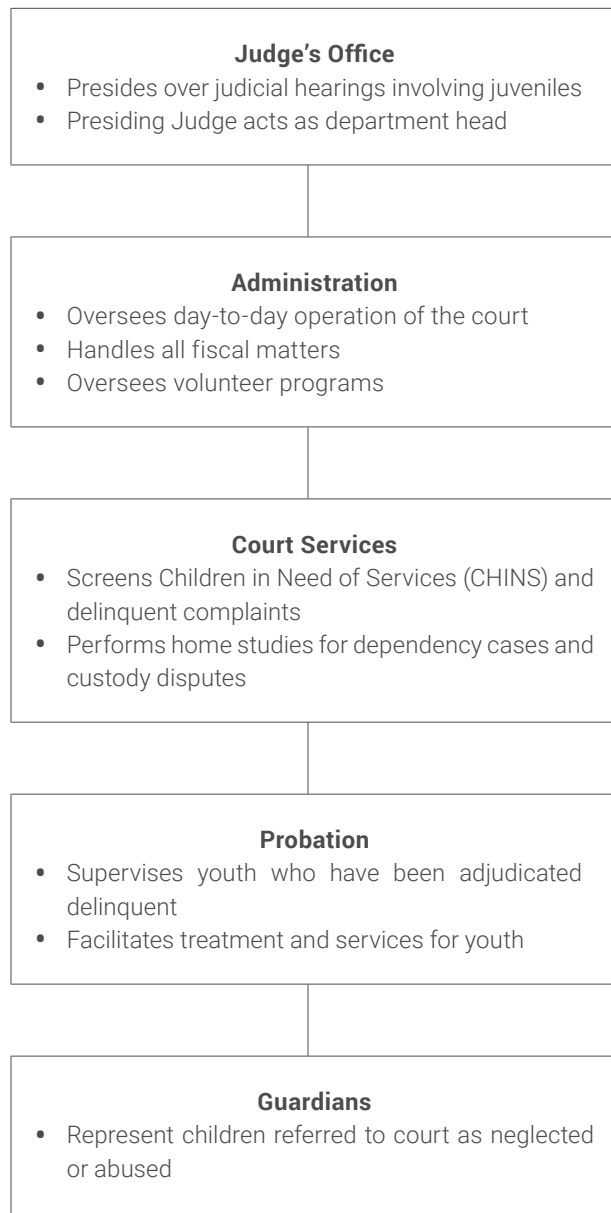 Judge’s Office
• Presides over judicial hearings involving juveniles
• Presiding Judge acts as department head
Administration
• Oversees day-to-day operation of the court
• Handles all fiscal matters
• Oversees volunteer programs
Court Services
• Screens Children in Need of Services (CHINS) and
delinquent complaints
• Performs home studies for dependency cases and
custody disputes
Probation
• Supervises youth who have been adjudicated
delinquent
• Facilitates treatment and services for youth
Guardians
• Represent children referred to court as neglected
or abused